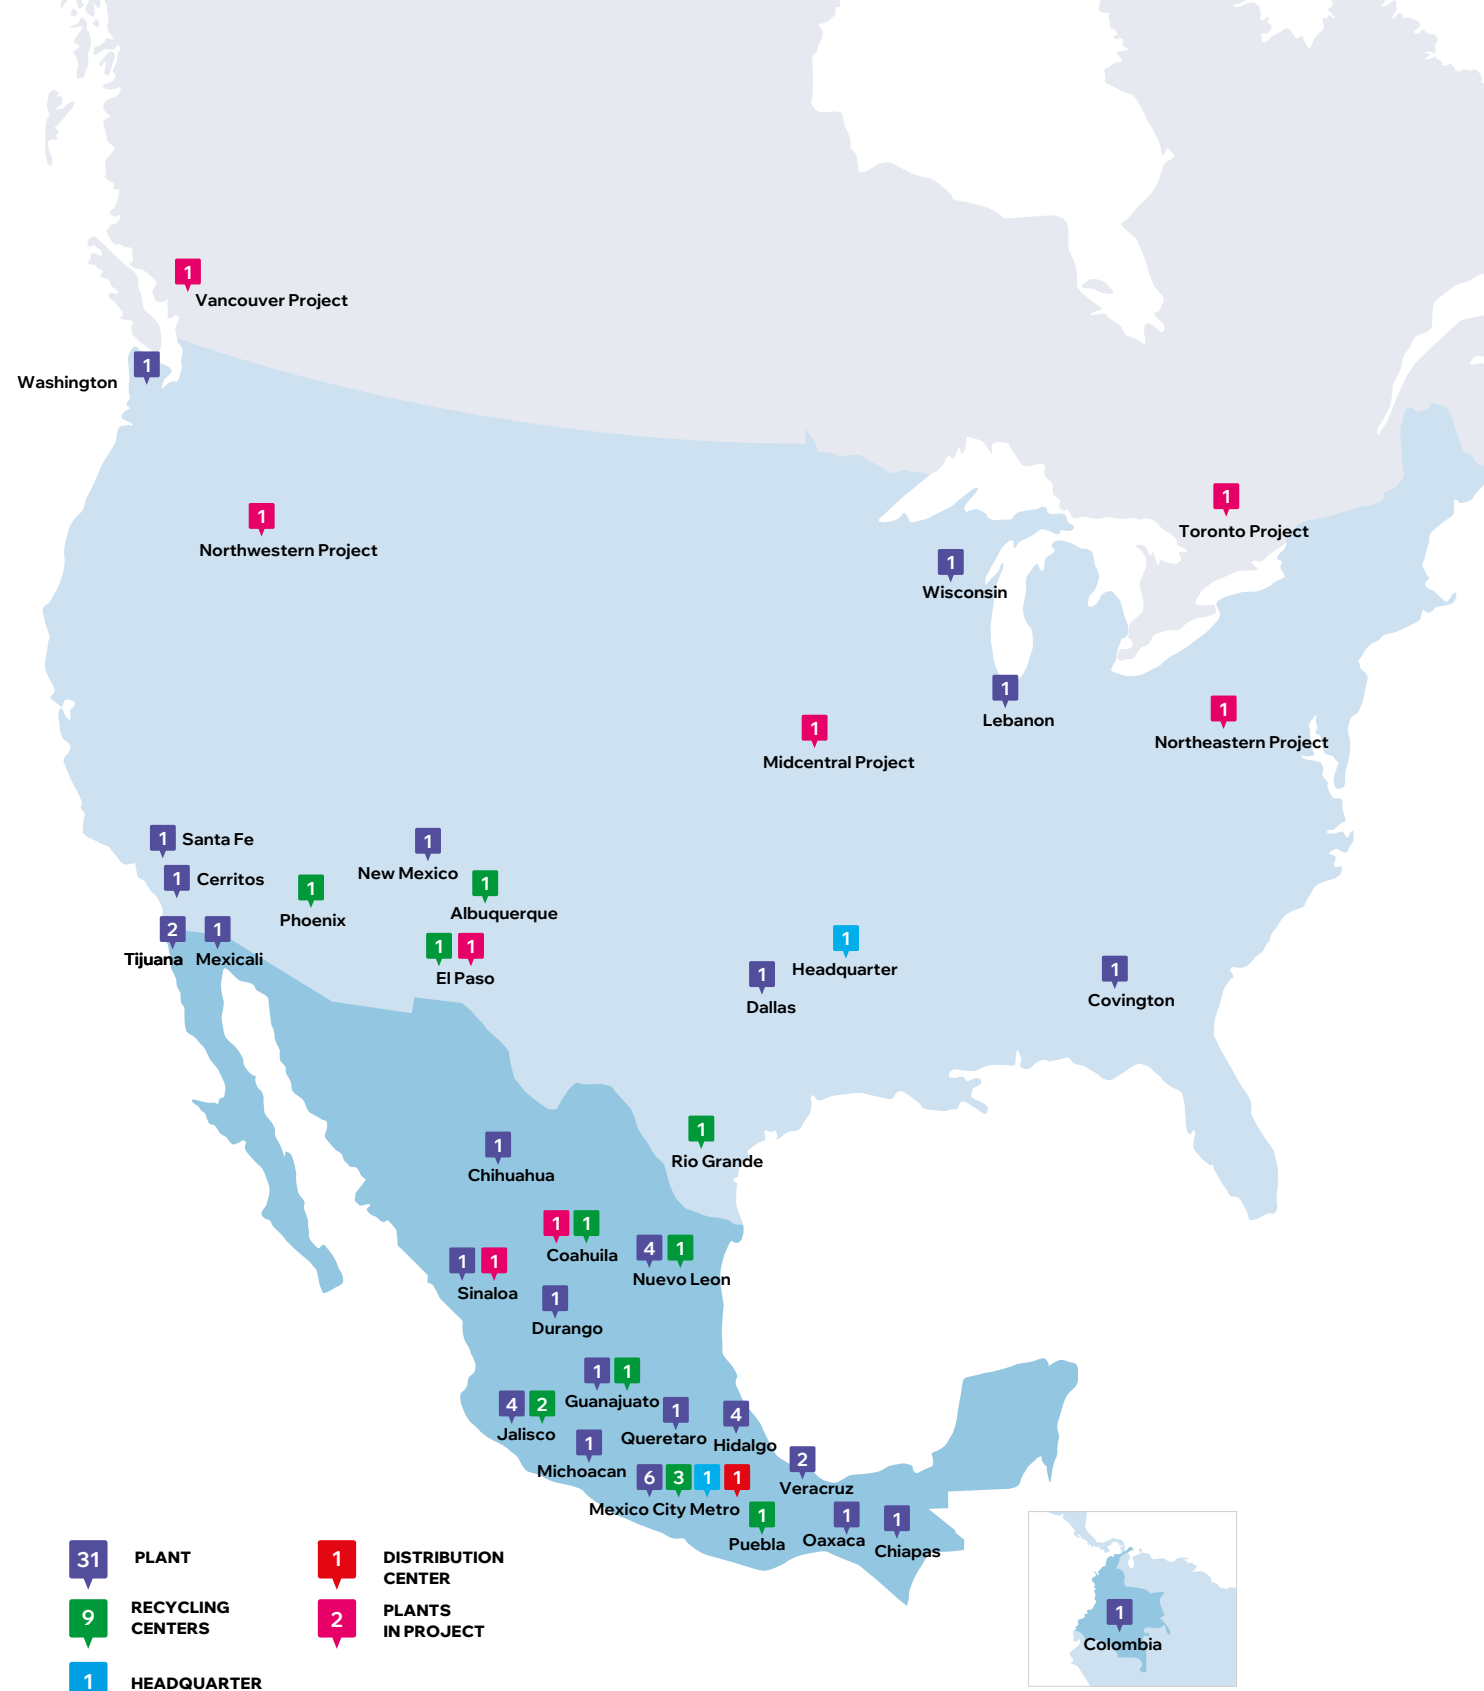 1
Vancouver Project
1
Washington
1
Northwestern Project
1
Toronto Project
1
Wisconsin
1
Lebanon
1
Northeastern Project
1
Midcentral Project
1 Santa Fe
1
New Mexico
1 Cerritos
1
Phoenix
1
Albuquerque
2
Tijuana
1
Mexicali
1 1
El Paso
1
Headquarter
1
Dallas
1
Covington
1
Rio Grande
1
Chihuahua
1 1
Coahuila
4 1
Nuevo Leon
1 1
Sinaloa
1
Durango
1 1
Guanajuato
4 2
Jalisco
1
Queretaro
4
Hidalgo
1
Michoacan
2
Veracruz
6 3 1 1
Mexico City Metro
1
Puebla
1
Oaxaca
1
Chiapas
31 PLANT
9 RECYCLING
CENTERS
1 HEADQUARTER
1 DISTRIBUTION
CENTER
2 PLANTS
IN PROJECT
1
Colombia